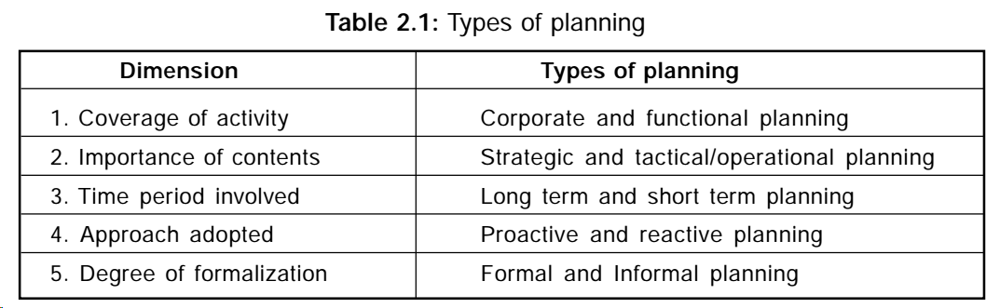 Table 2.1: Types of planning
Dimension Types of planning
1. Coverage of activity Corporate and functional planning
2. Importance of contents Strategic and tactical/operational planning
3. Time period involved Long term and short term planning
4. Approach adopted Proactive and reactive planning
5. Degree of formalization Formal and Informal planning